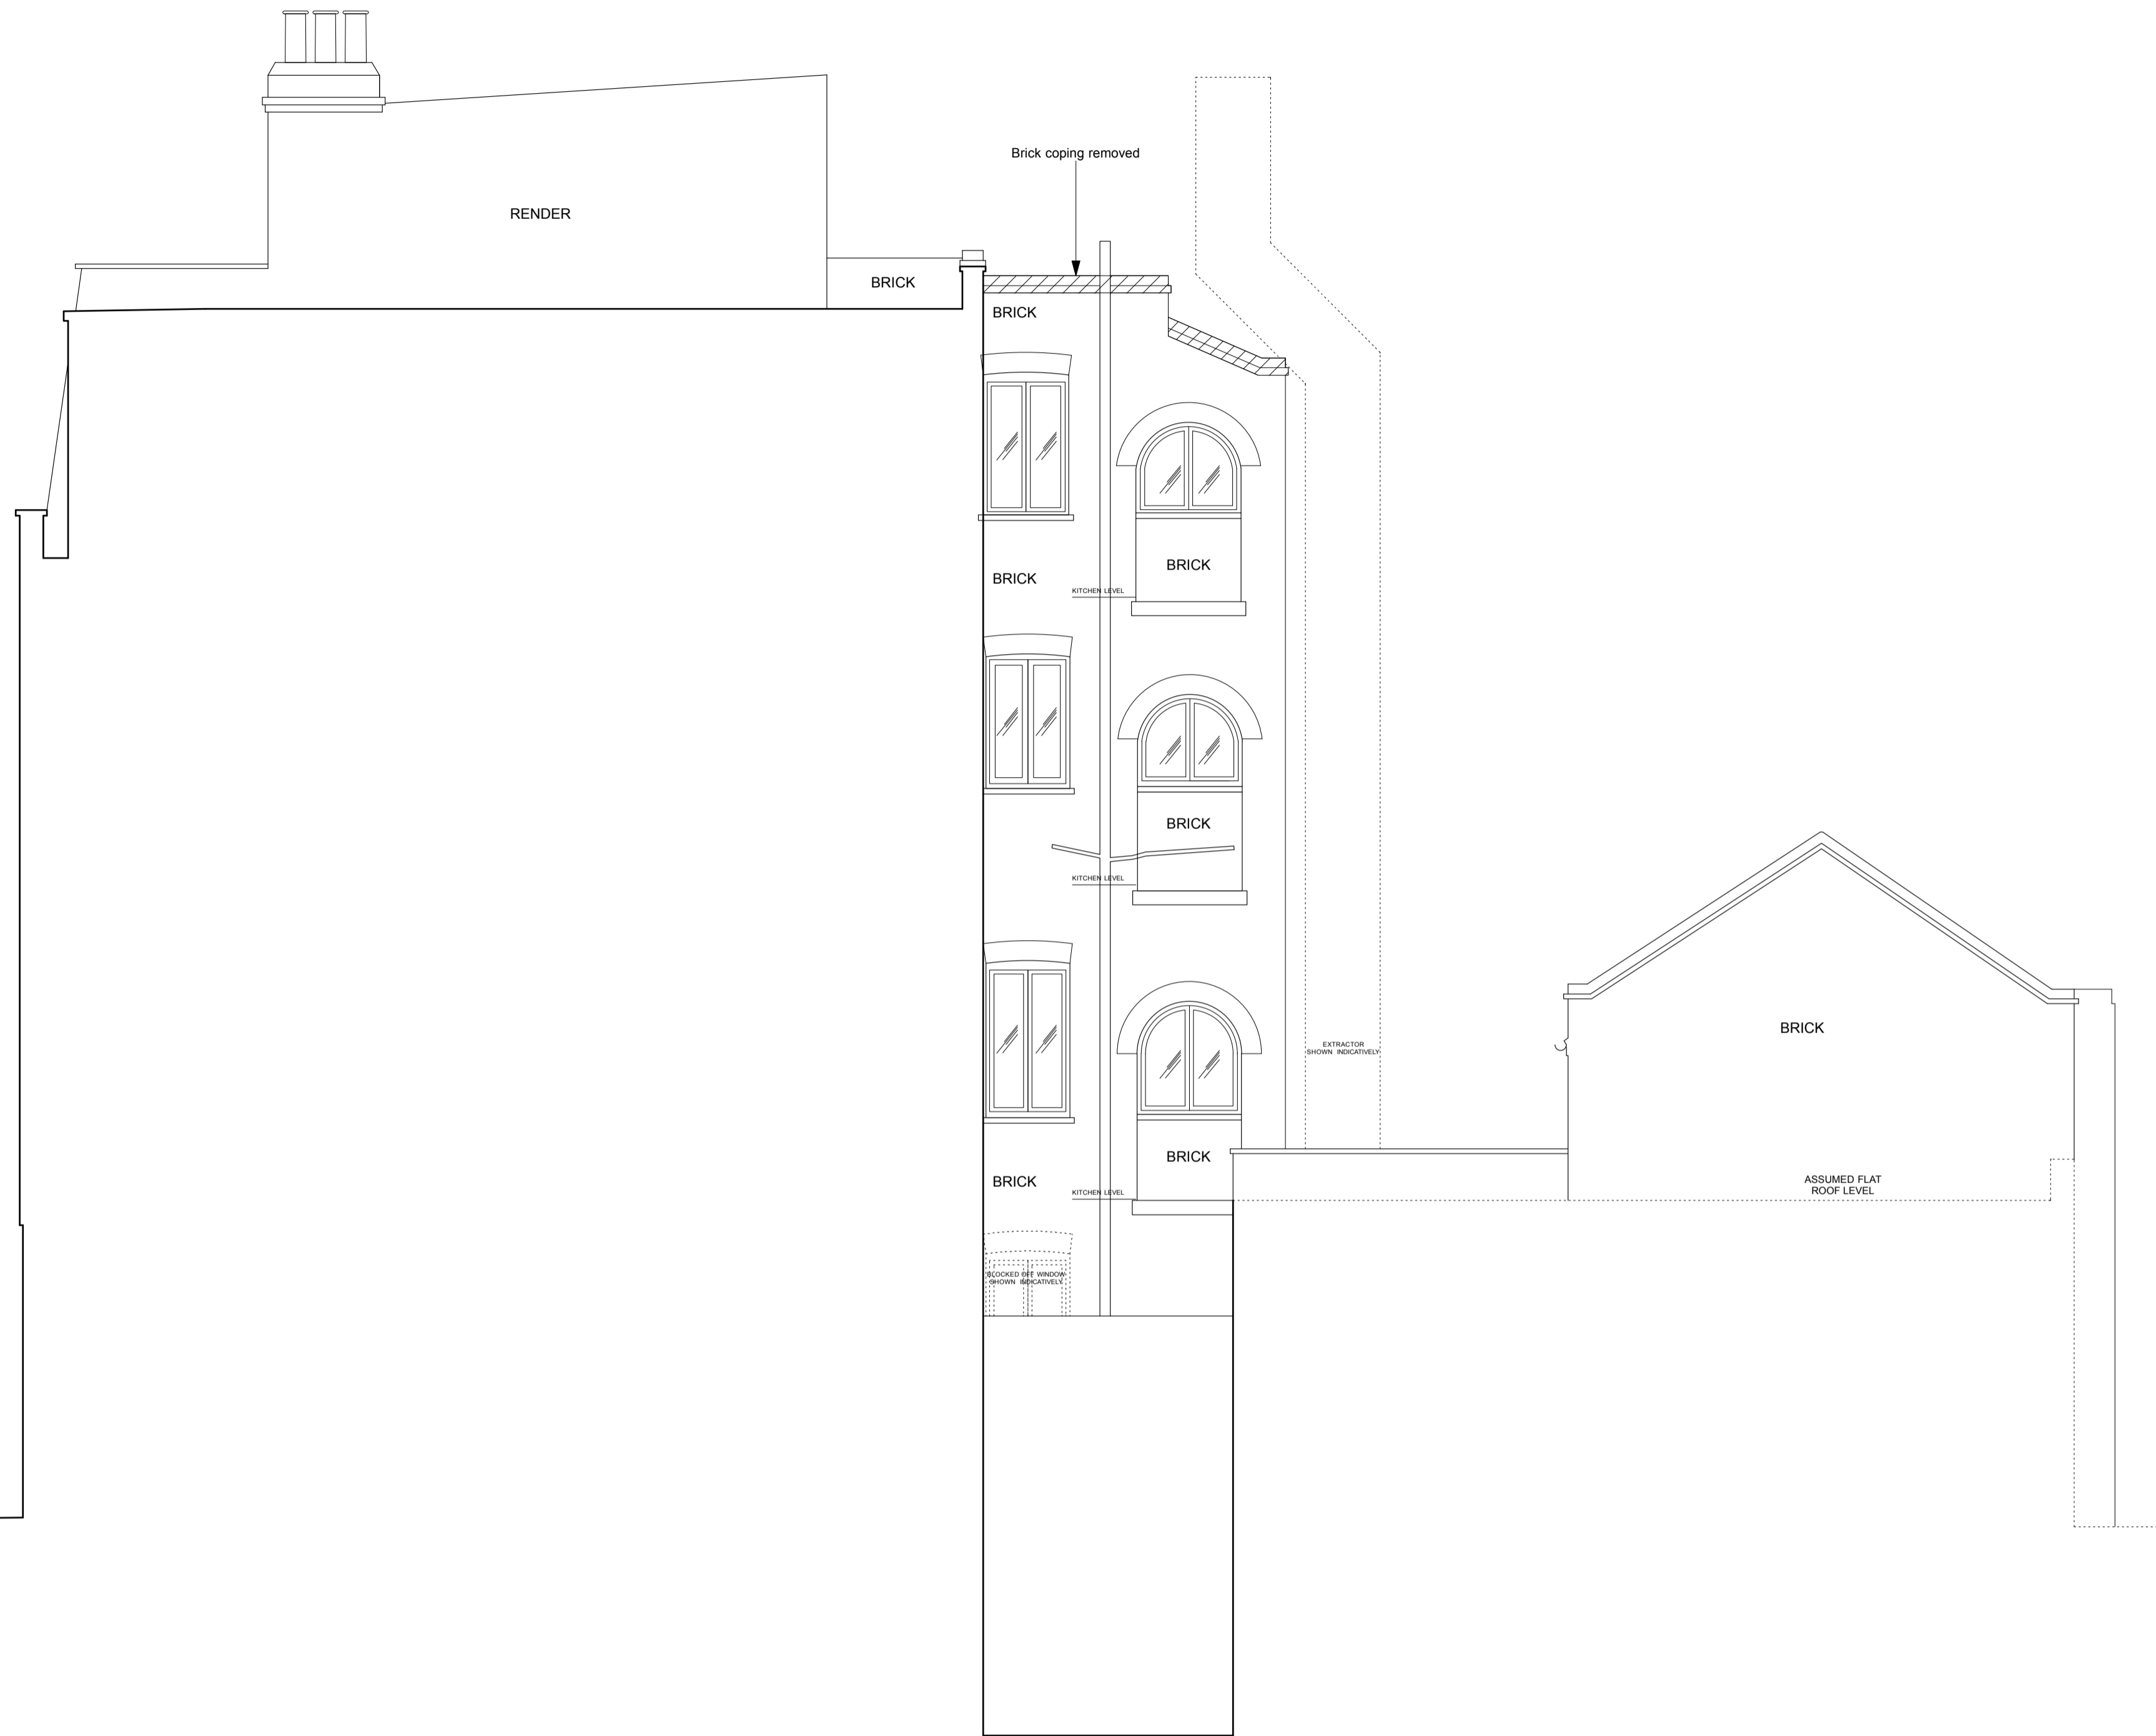 Brick coping removed
RENDER
BRICK
BRICK
BRICK
BRICK
KITCHEN LEVEL
BRICK
KITCHEN LEVEL
BRICK
EXTRACTOR
SHOWN INDICATIVELY
BRICK
BRICK
ASSUMED FLAT
ROOF LEVEL
KITCHEN LEVEL
BLOCKED OFF WINDOW
SHOWN INDICATIVELY